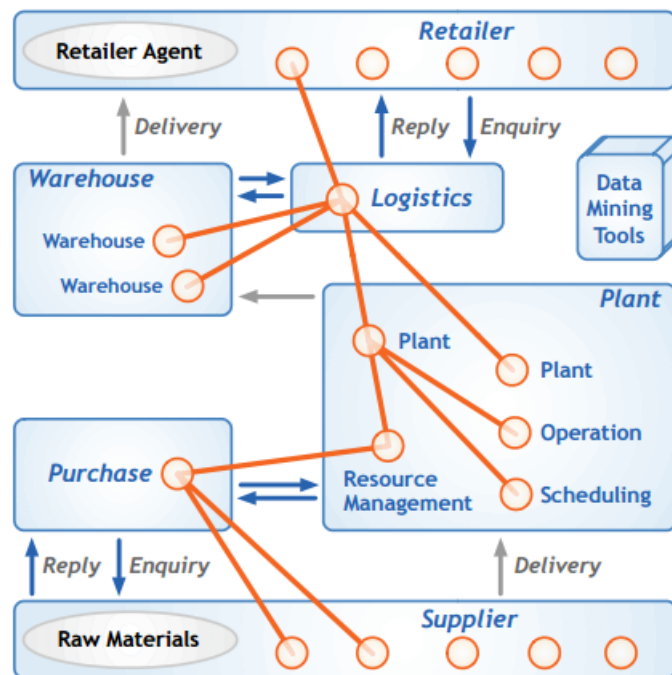 Retailer Agent
Retailer
Delivery
Reply
Enquiry
Warehouse
Logistics
Data
Mining
Tools
Warehouse
Warehouse
Plant
Plant
Plant
Operation
Purchase
Resource
Management
Scheduling
Reply
Enquiry
Delivery
Raw Materials
Supplier